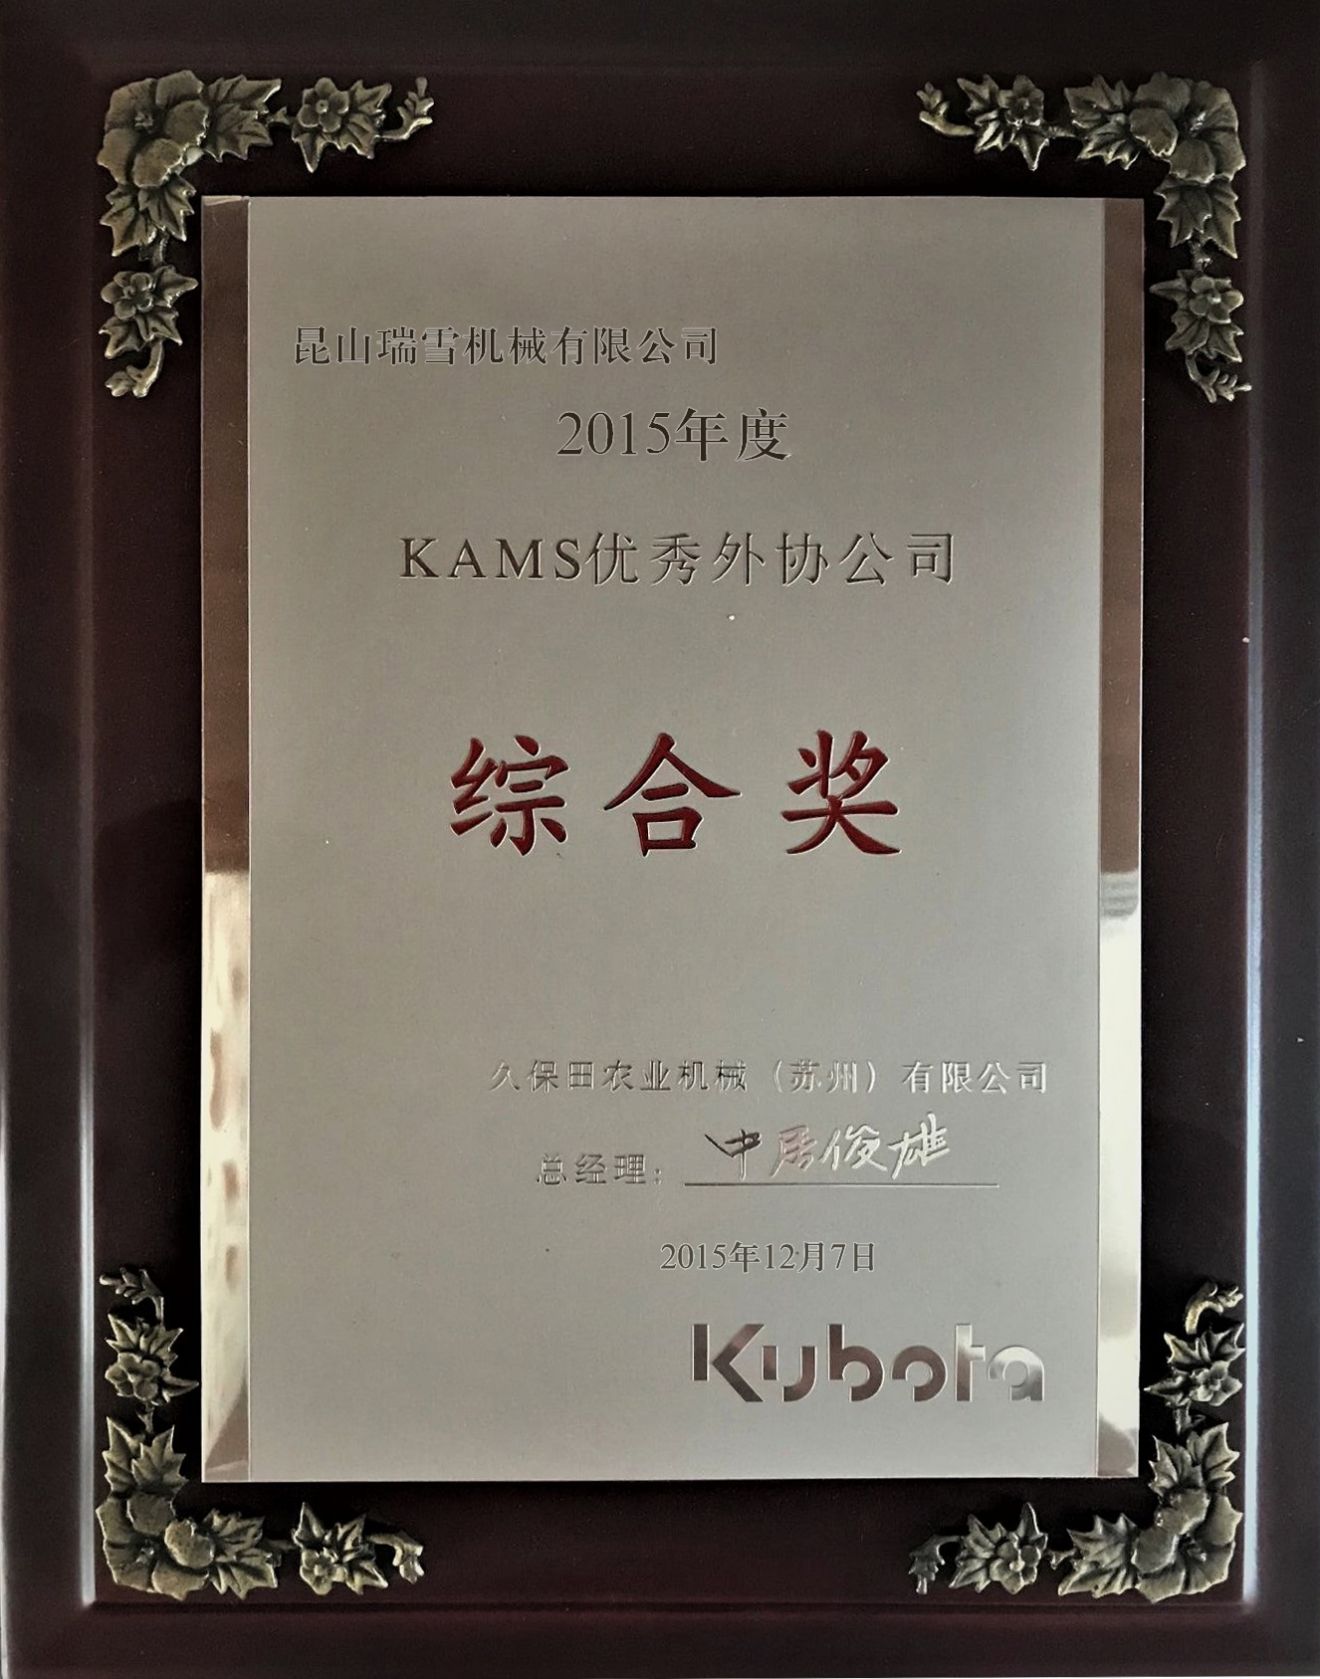 昆山瑞雪机械有限公司
2015年度
KAMS优秀外协公司
综合奖
久保田农业机械（苏州）有限公司
总经理：中居俊雄
2015年12月7日
Kubota